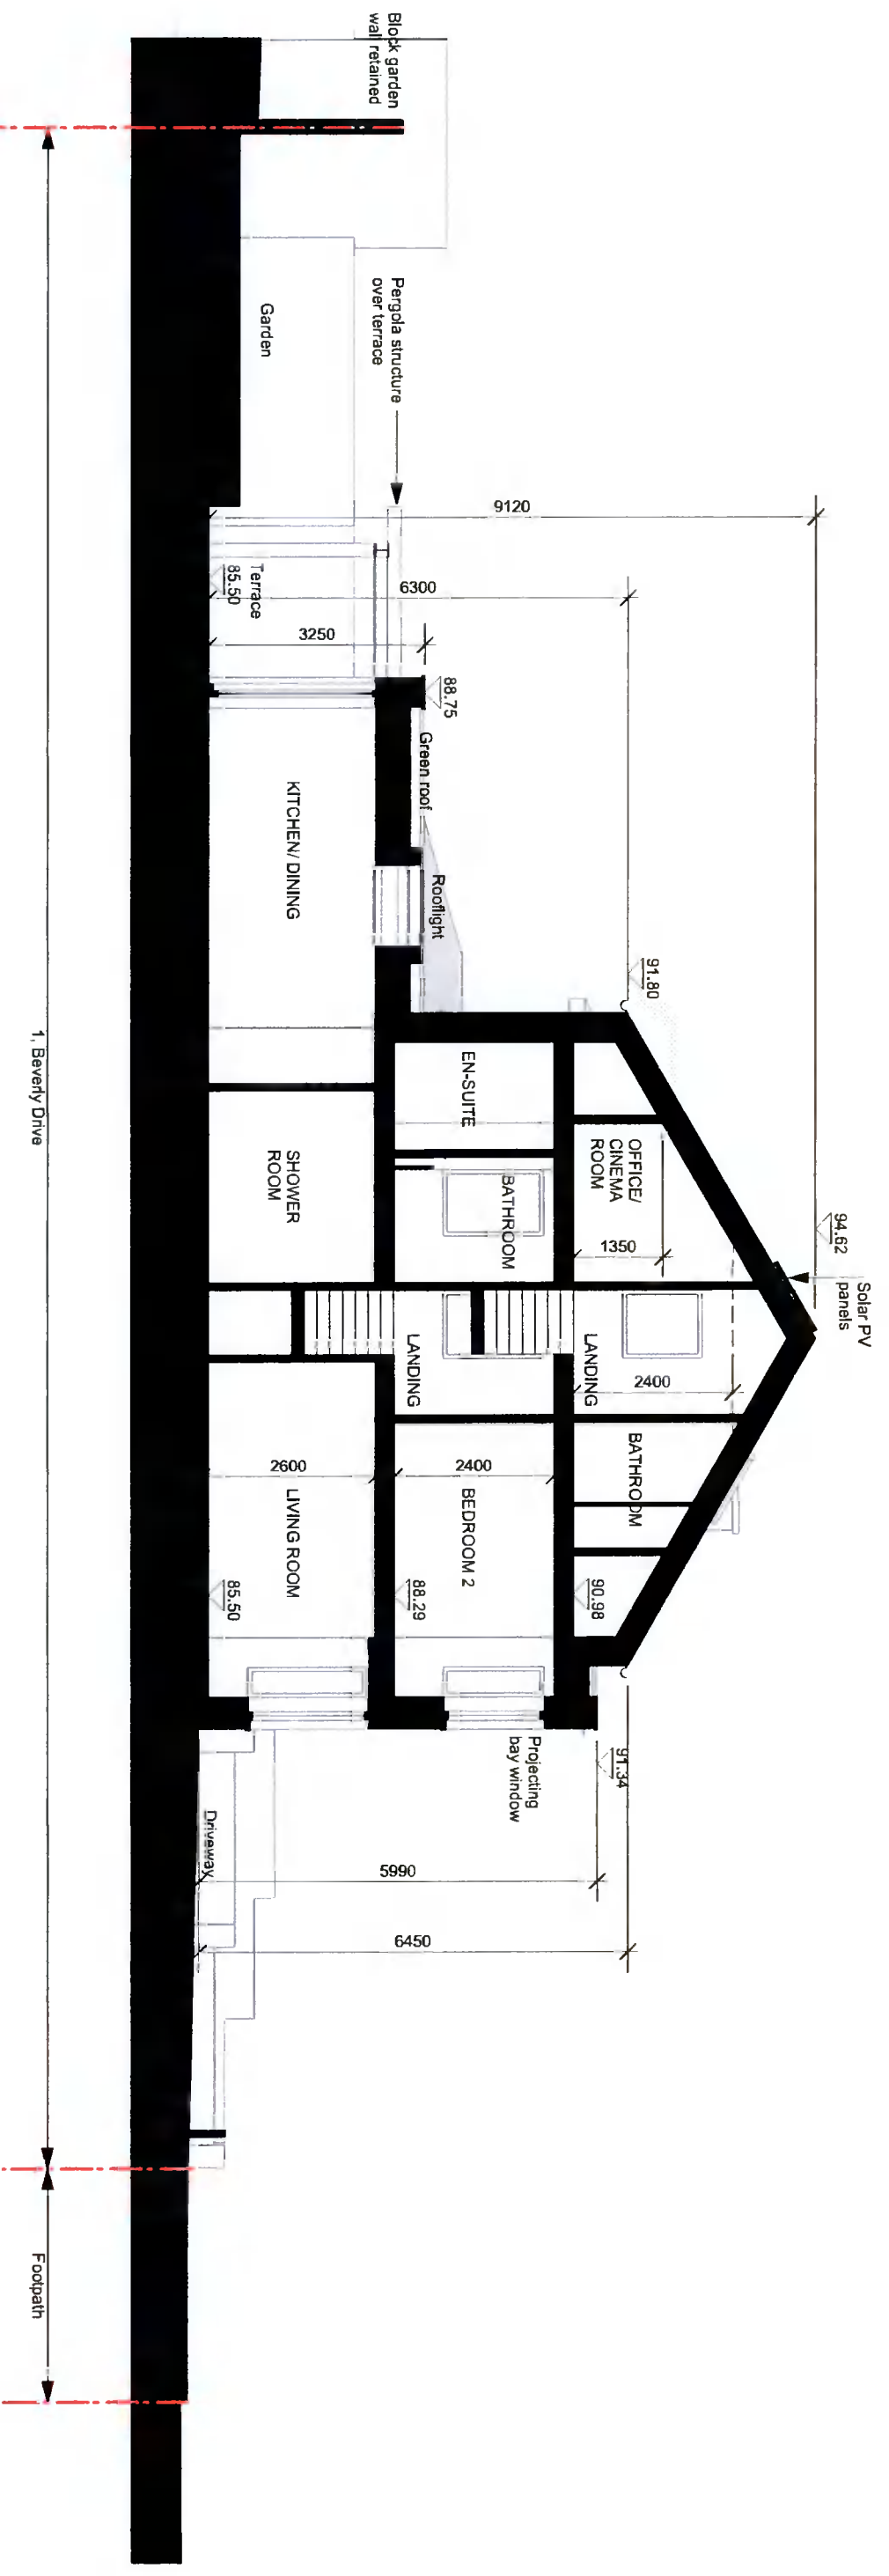 Block garden
wall retained
Pergola structure
over terrace
Garden
9120
6300
3250
Terrace
85.50
88.75
Green roof
Rooflight
KITCHEN/ DINING
91.80
94.62
Solar PV
panels
EN-SUITE
OFFICE/
CINEMA
ROOM
1350
BATHROOM
SHOWER
ROOM
LANDING
LANDING
2400
BATHROOM
2600
2400
LIVING ROOM
BEDROOM 2
85.50
88.29
90.98
Projecting
bay window
91.34
Driveway
5990
6450
1, Beverly Drive
Footpath